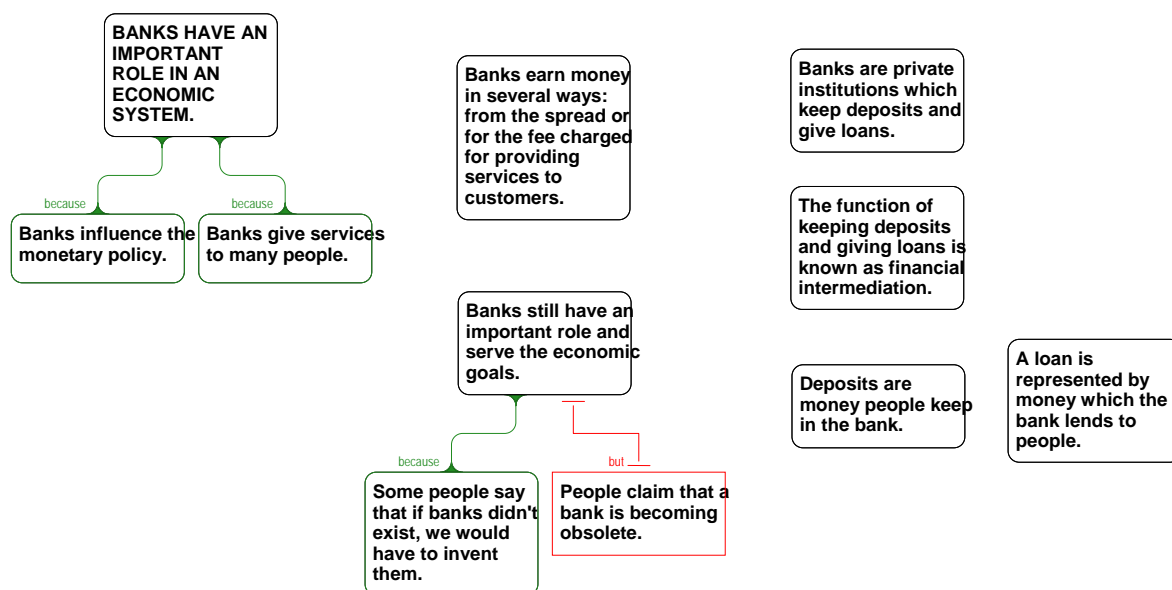 BANKS HAVE AN
IMPORTANT
ROLE IN AN
ECONOMIC
SYSTEM.
because
Banks influence the
monetary policy.
because
Banks give services
to many people.
Banks earn money
in several ways:
from the spread or
for the fee charged
for providing
services to
customers.
Banks still have an
important role and
serve the economic
goals.
because
Some people say
that if banks didn't
exist, we would
have to invent
them.
but
People claim that a
bank is becoming
obsolete.
Banks are private
institutions which
keep deposits and
give loans.
The function of
keeping deposits
and giving loans is
known as financial
intermediation.
Deposits are
money people keep
in the bank.
A loan is
represented by
money which the
bank lends to
people.